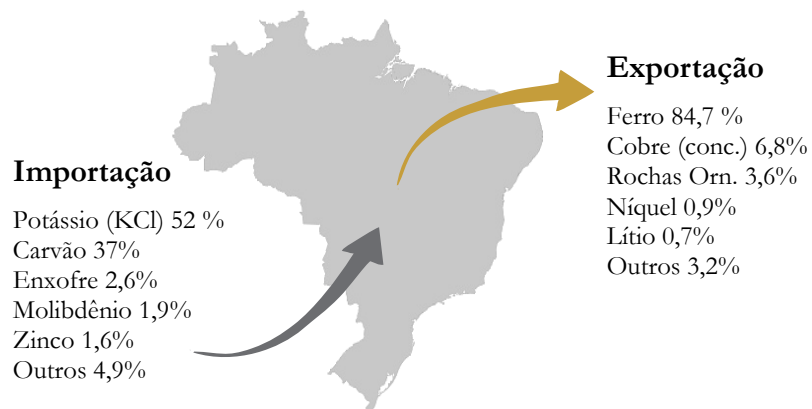 Importação
Potássio (KCl) 52 %
Carvão 37%
Enxofre 2,6%
Molibdênio 1,9%
Zinco 1,6%
Outros 4,9%
Exportação
Ferro 84,7 %
Cobre (conc.) 6,8%
Rochas Orn. 3,6%
Níquel 0,9%
Lítio 0,7%
Outros 3,2%